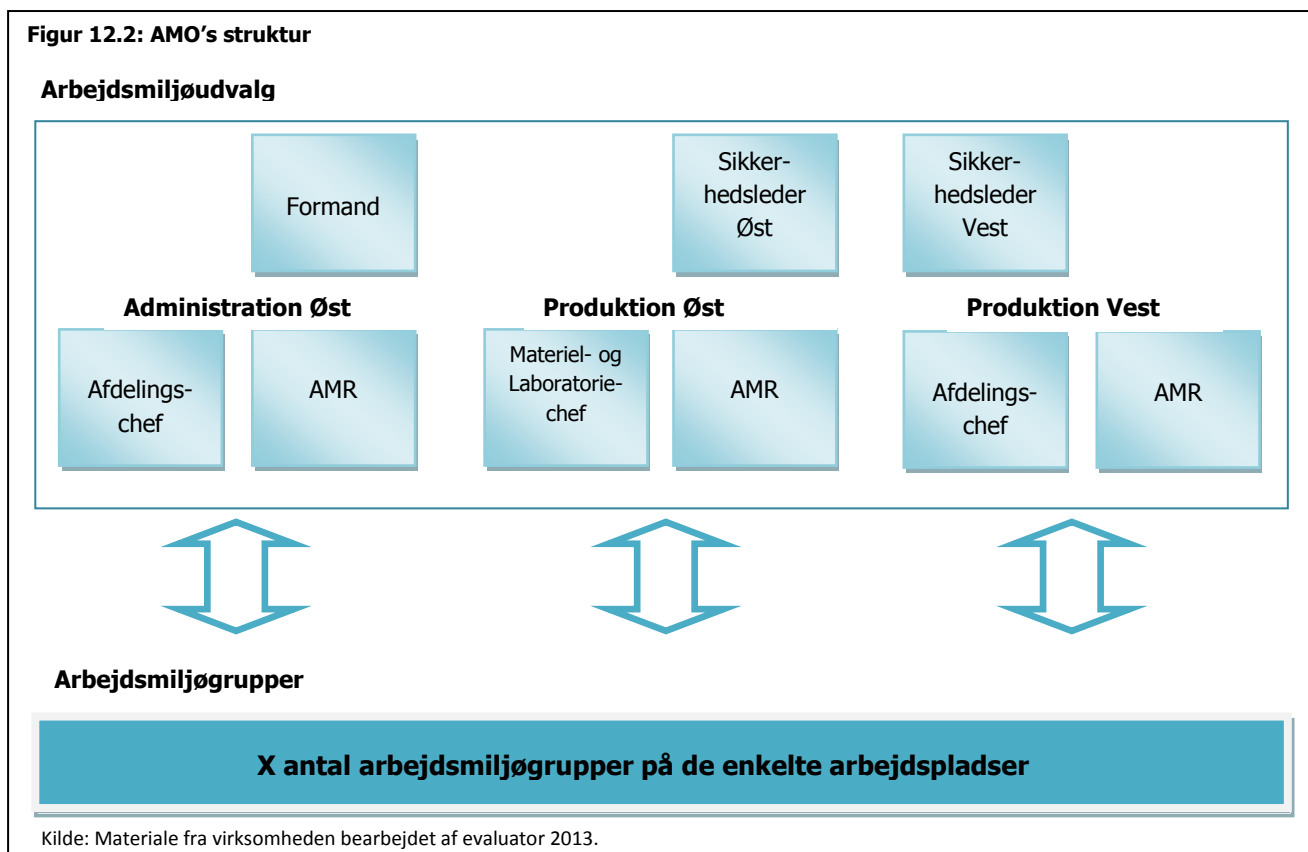 Figur 12.2: AMO's struktur
Arbejdsmiljøudvalg
Formand
Sikker-
hedsleder
Øst
Sikker-
hedsleder
Vest
Administration Øst
Produktion Øst
Produktion Vest
Afdelings-
chef
AMR
Materiel- og
Laboratorie-
chef
AMR
Afdelings-
chef
AMR
Arbejdsmiljøgrupper
X antal arbejdsmiljøgrupper på de enkelte arbejdspladser
Kilde: Materiale fra virksomheden bearbejdet af evaluator 2013.